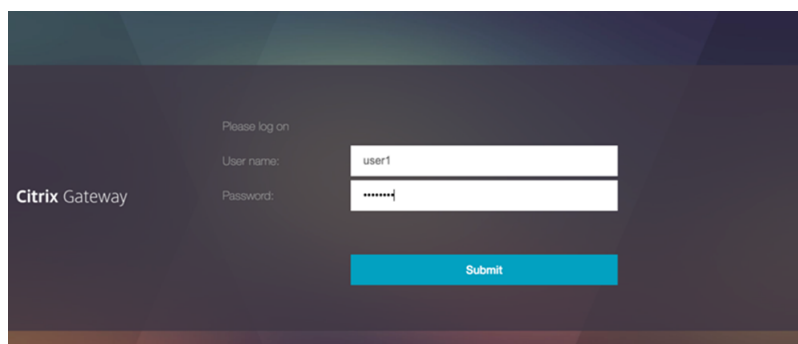 Please log on
User name:
user1
Citrix Gateway
Password:
••••••••
Submit